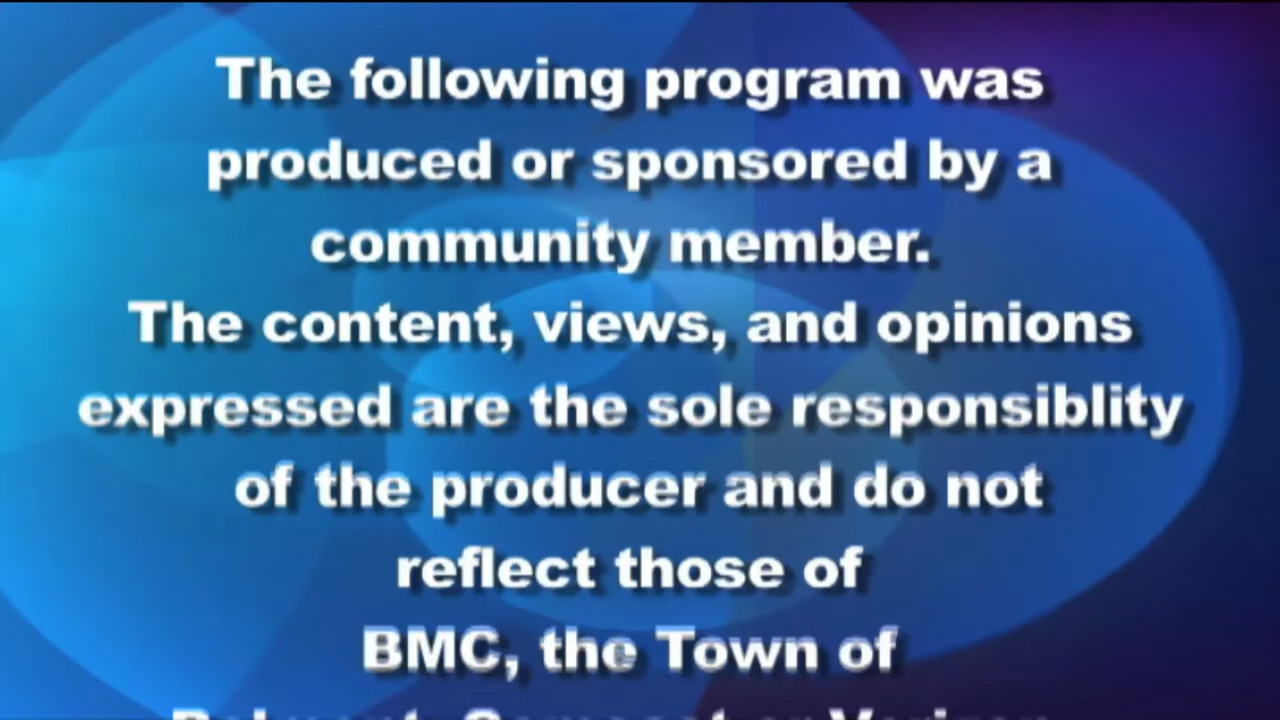 The following program was
produced or sponsored by a
community member.
The content, views, and opinions
expressed are the sole responsiblity
of the producer and do not
reflect those of
BMC, the Town of